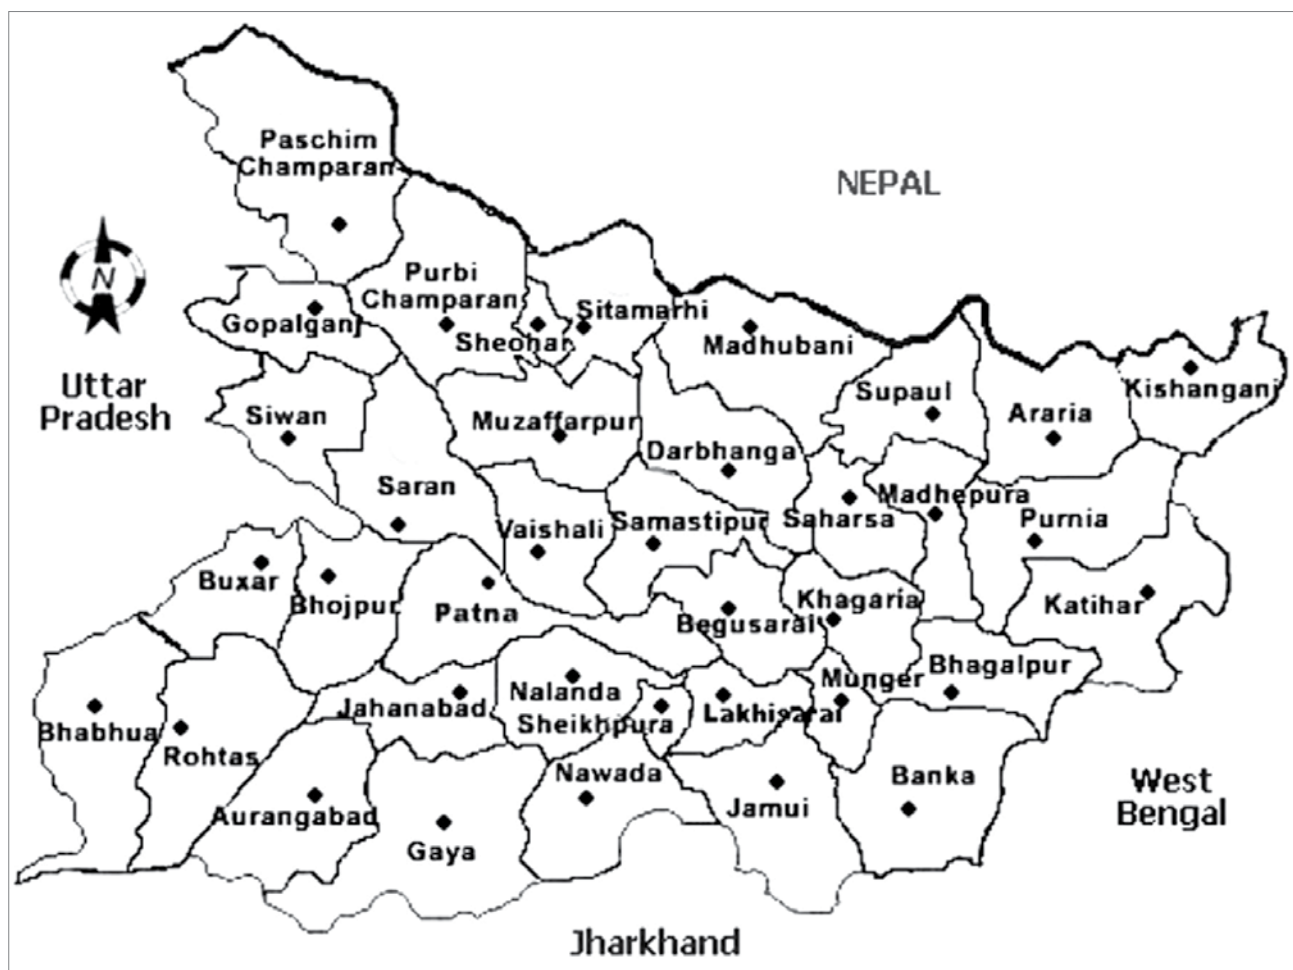 Paschim
Champaran
NEPAL
N
Purbi
Champaran
Gopalganj
Sheohar
Sitamarhi
Madhubani
Uttar
Pradesh
Siwan
Muzaffarpur
Supaul
Araria
Kishanganj
Darbhanga
Saran
Vaishali
Samastipur
Saharsa
Madhepura
Purnia
Buxar
Bhojpur
Patna
Begusarai
Khagaria
Katihar
Bhabhua
Rohtas
Jahanabad
Nalanda
Sheikhpura
Lakhisarai
Munger
Bhagalpur
Aurangabad
Gaya
Nawada
Jamui
Banka
West
Bengal
Jharkhand